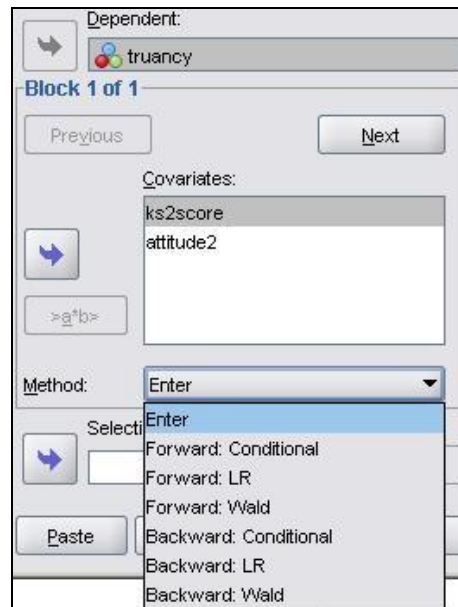 Dependent:
truancy
Block 1 of 1
Previous
Next
Covariates:
ks2score
attitude2
>a*b>
Method:
Enter
Enter
Forward: Conditional
Forward: LR
Forward: Wald
Backward: Conditional
Backward: LR
Backward: Wald
Selecti
Paste